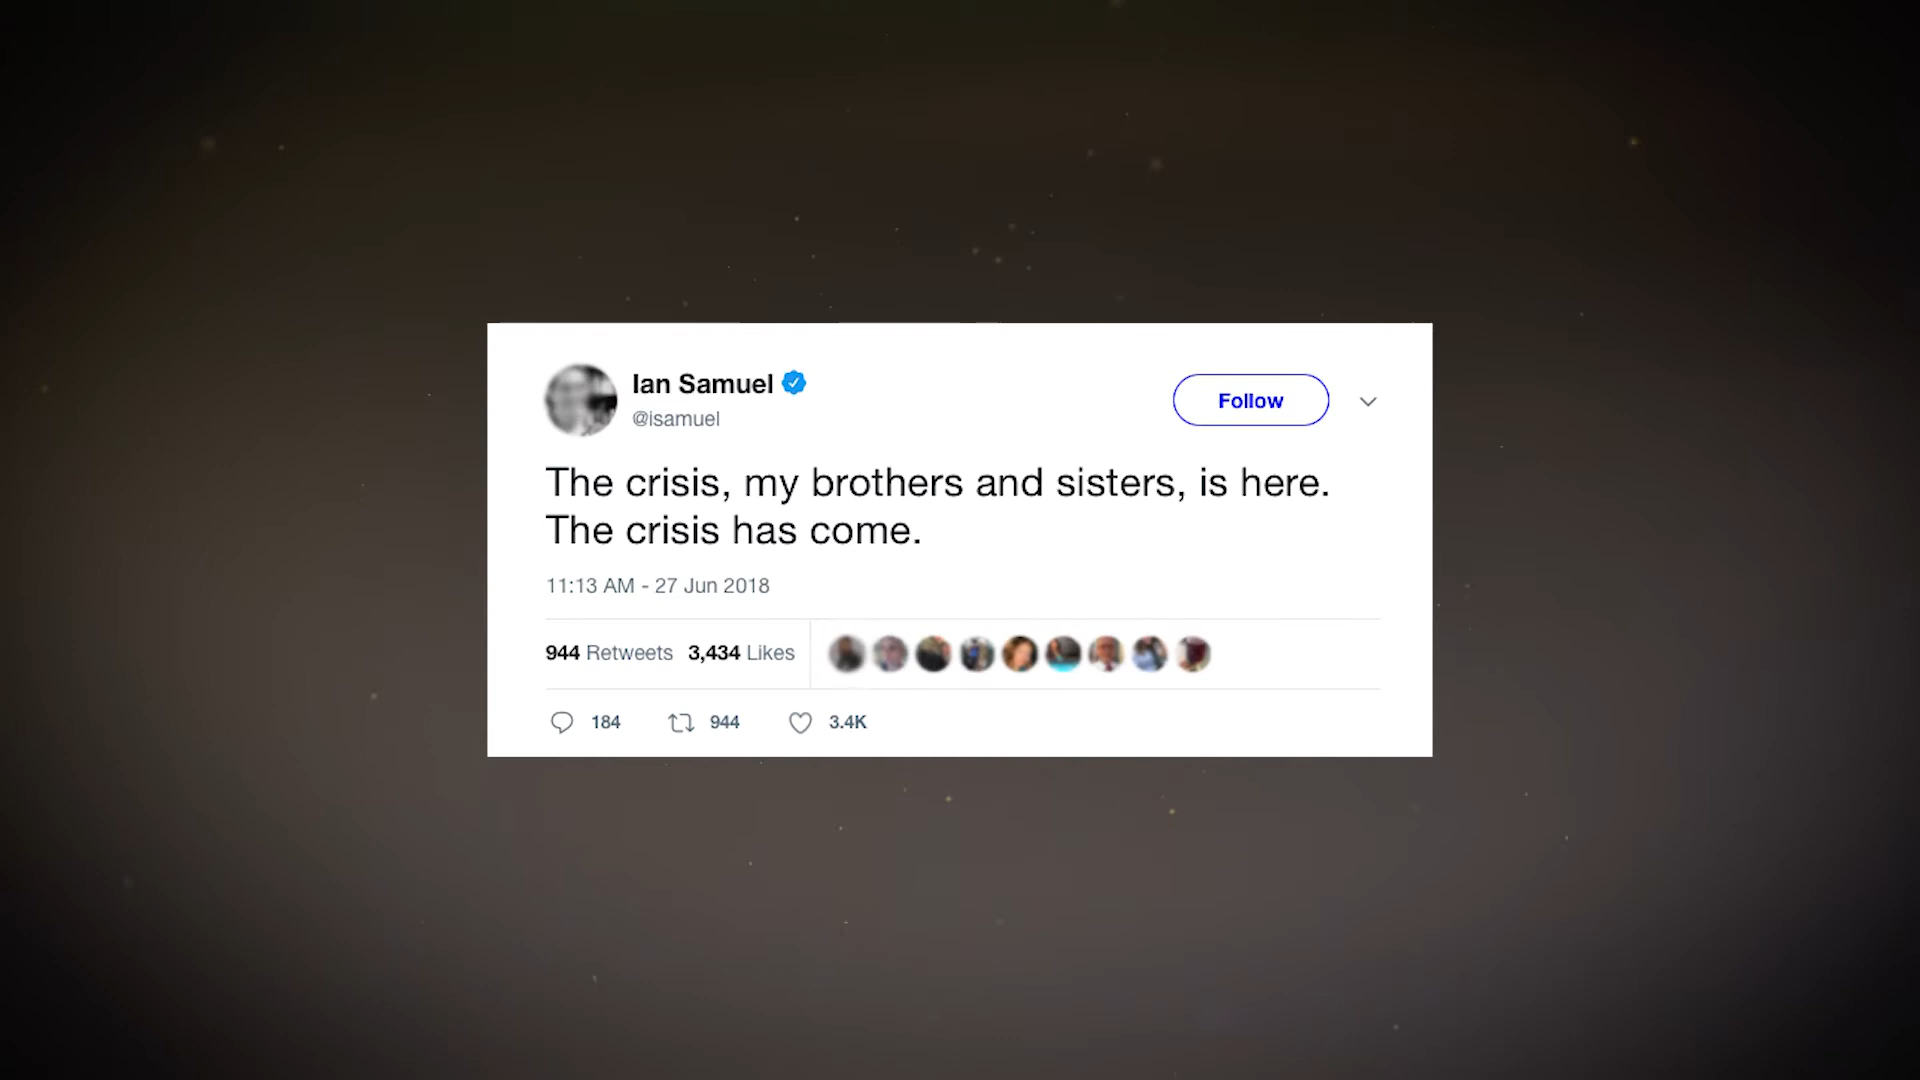 Ian Samuel
@isamuel
Follow
The crisis, my brothers and sisters, is here.
The crisis has come.
11:13 AM - 27 Jun 2018
944 Retweets 3,434 Likes
184 944 3.4K